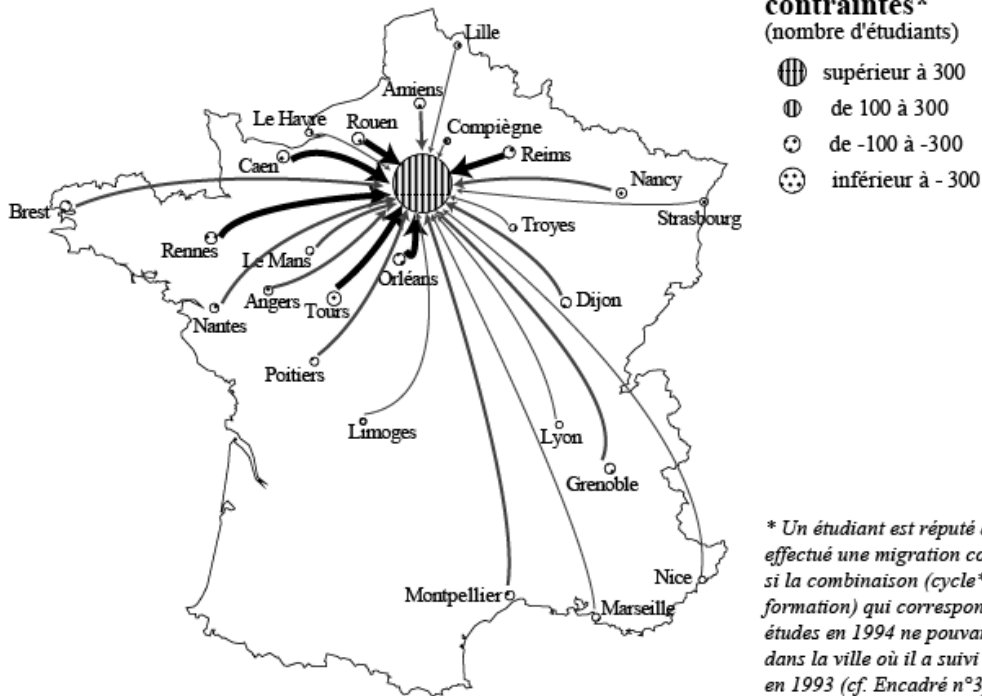 contraintes*
(nombre d'étudiants)
supérieur à 300
de 100 à 300
de -100 à -300
inférieur à - 300
Lille
Amiens
Le Havre
Rouen
Compiègne
Caen
Reims
Nancy
Brest
Strasbourg
Troyes
Rennes
Le Mans
Orléans
Angers
Tours
Dijon
Nantes
Poitiers
Limoges
Lyon
Grenoble
Montpellier
Nice
Marseille
* Un étudiant est réputé
effectué une migration
si la combinaison (cycle*
formation) qui
études en 1994 ne
dans la ville où il a suivi
en 1993 (cf. Encadré n°3